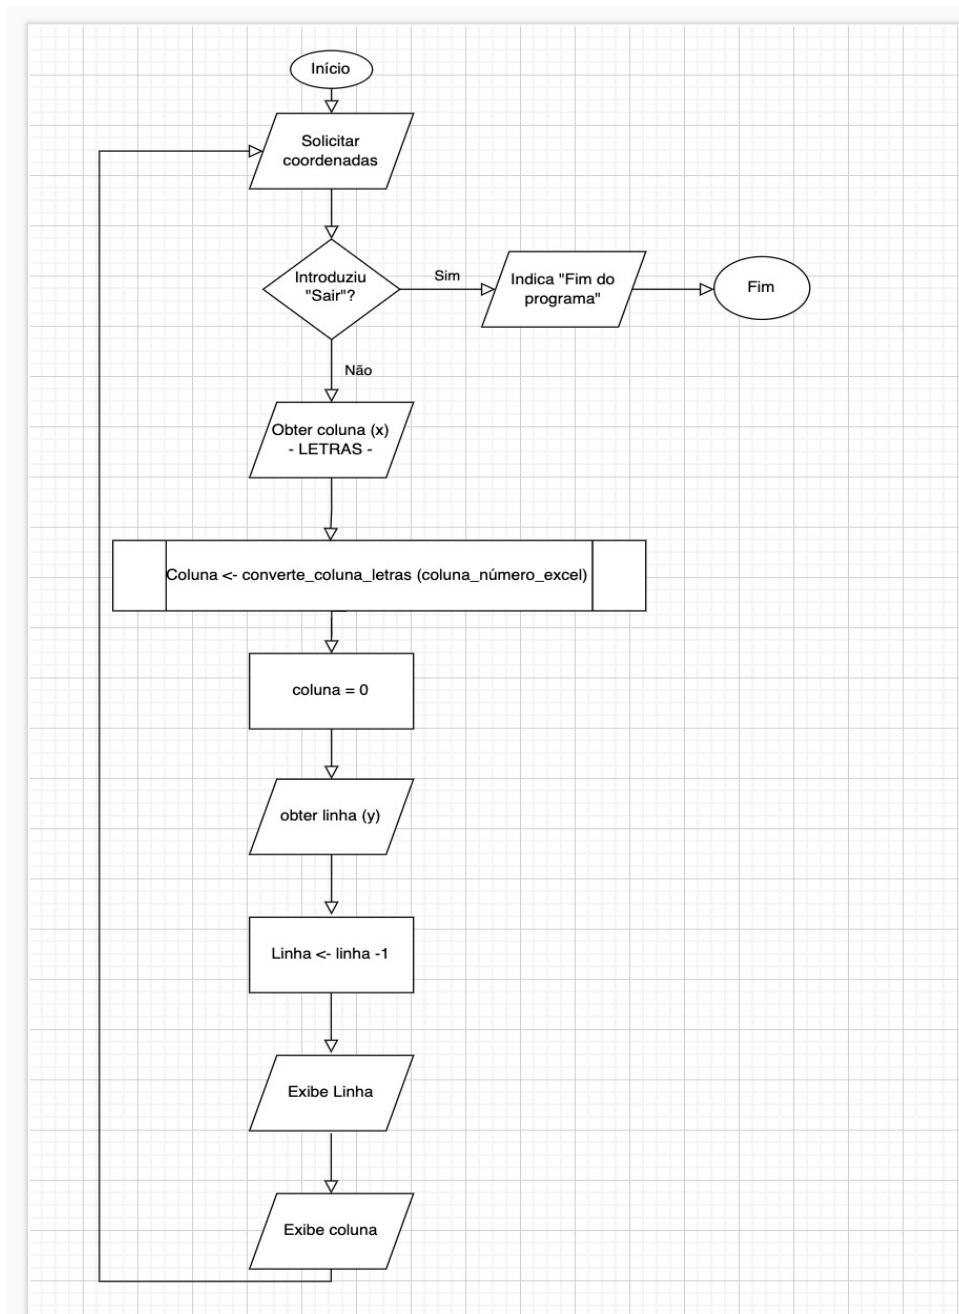 Início
Solicitar
coordenadas
Introduziu
"Sair"?
Sim
Indica "Fim do
programa"
Fim
Não
Obter coluna (x)
- LETRAS -
Coluna <- converte_coluna_letras (coluna_número_excel)
coluna = 0
obter linha (y)
Linha <- linha -1
Exibe Linha
Exibe coluna